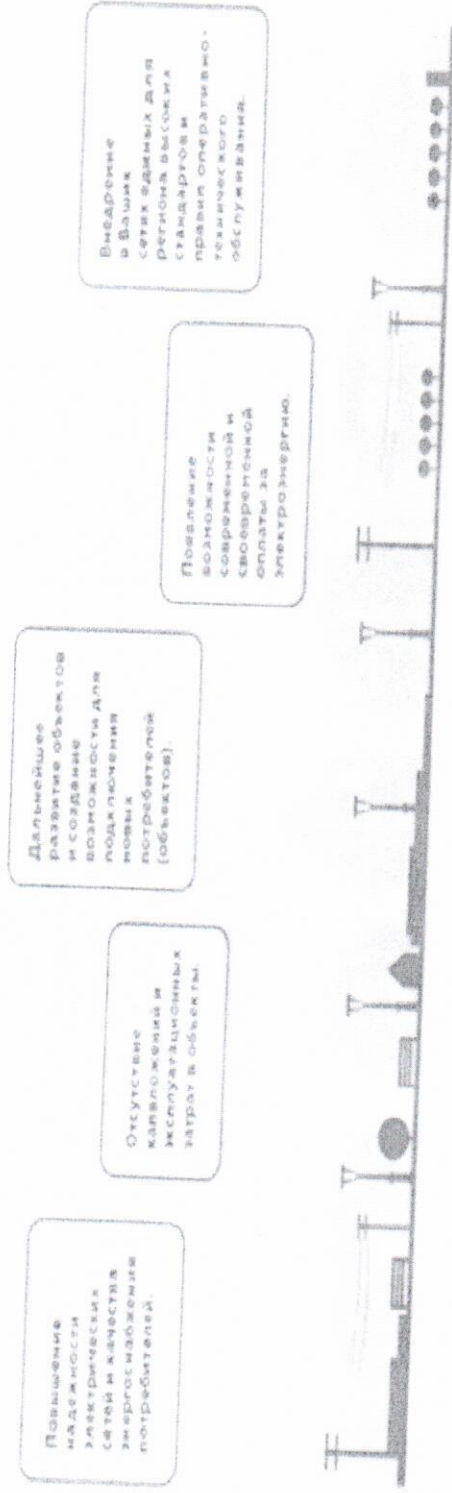 Повышение
надежности
электрических
сетей и качества
энергоснабжения
потребителей.
Отсутствие
капвложений и
эксплуатационных
затрат в объекты.
Дальнейшее
развитие объектов
и создание
возможности для
подключения
новых
потребителей
(объектов).
Появление
возможности
современной и
своевременной
оплаты за
электроэнергию.
Внедрение
в Ваших
сетях единых для
региона высоких
стандартов и
правил оперативно-
технического
обслуживания.